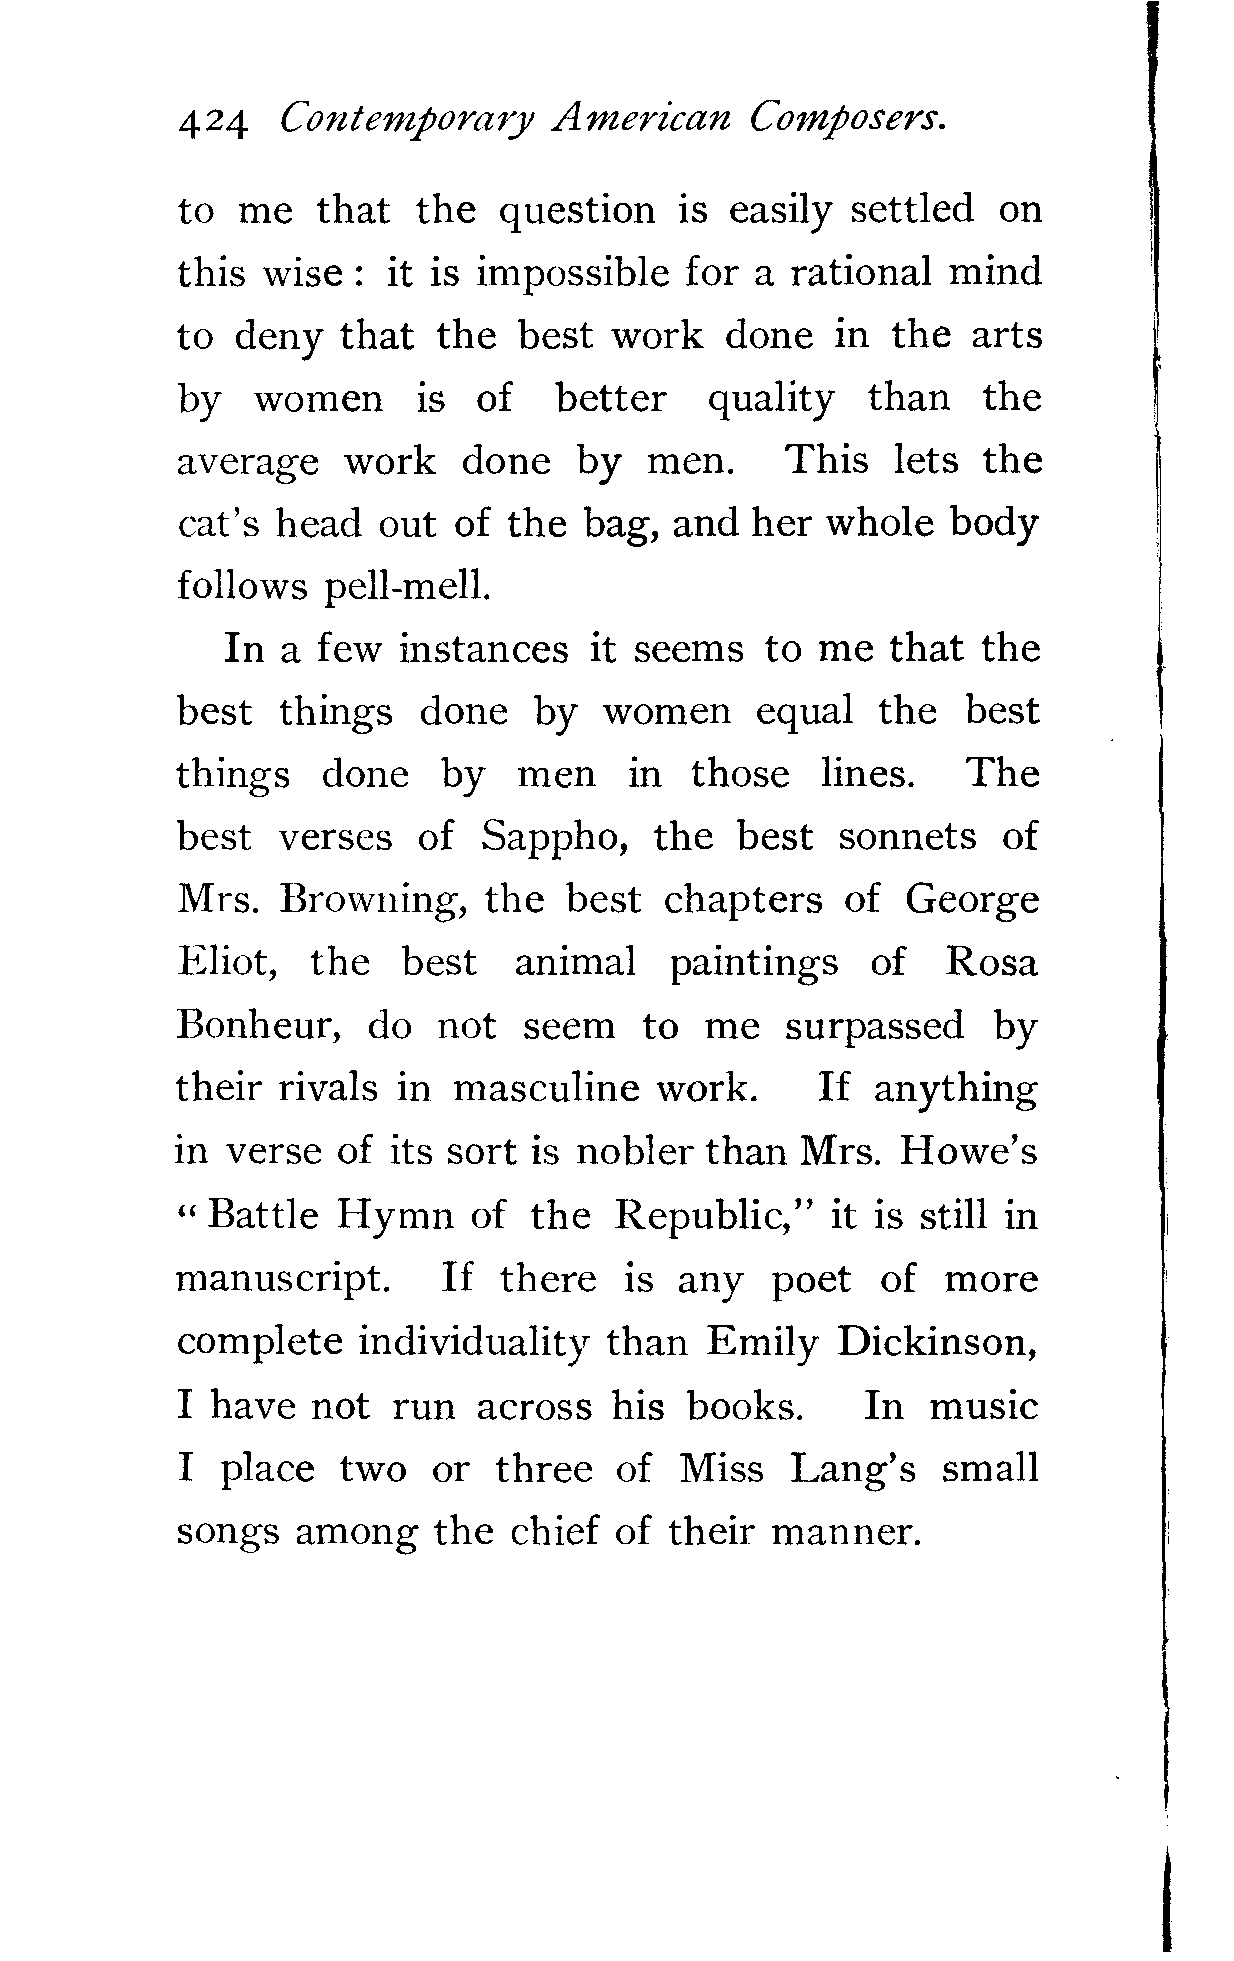 424 Contemporary American Composers.
to me that the question is easily settled on
this wise : it is impossible for a rational mind
to deny that the best work done in the arts
by women is of better quality than the
average work done by men. This lets the
cat's head out of the bag, and her whole body
follows pell-mell.
In a few instances it seems to me that the
best things done by women equal the best
things done by men in those lines. The
best verses of Sappho, the best sonnets of
Mrs. Browning, the best chapters of George
Eliot, the best animal paintings of Rosa
Bonheur, do not seem to me surpassed by
their rivals in masculine work. If anything
in verse of its sort is nobler than Mrs. Howe's
“ Battle Hymn of the Republic,” it is still in
manuscript. If there is any poet of more
complete individuality than Emily Dickinson,
I have not run across his books. In music
I place two or three of Miss Lang's small
songs among the chief of their manner.